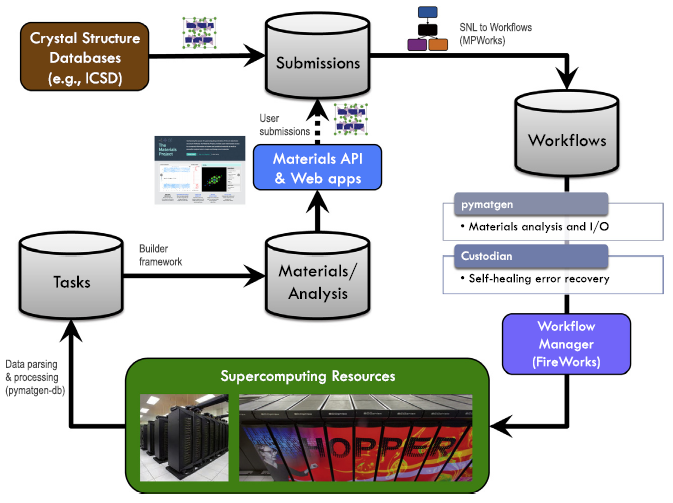 Crystal Structure
Databases
(e.g., ICSD)
Submissions
SNL to Workflows
(MPWorks)
User
submissions
The
Materials
Project
Materials API
& Web apps
Workflows
pymatgen
• Materials analysis and I/O
Custodian
• Self-healing error recovery
Tasks
Builder
framework
Materials/
Analysis
Workflow
Manager
(FireWorks)
Data parsing
& processing
(pymatgen-db)
Supercomputing Resources
HOPPER